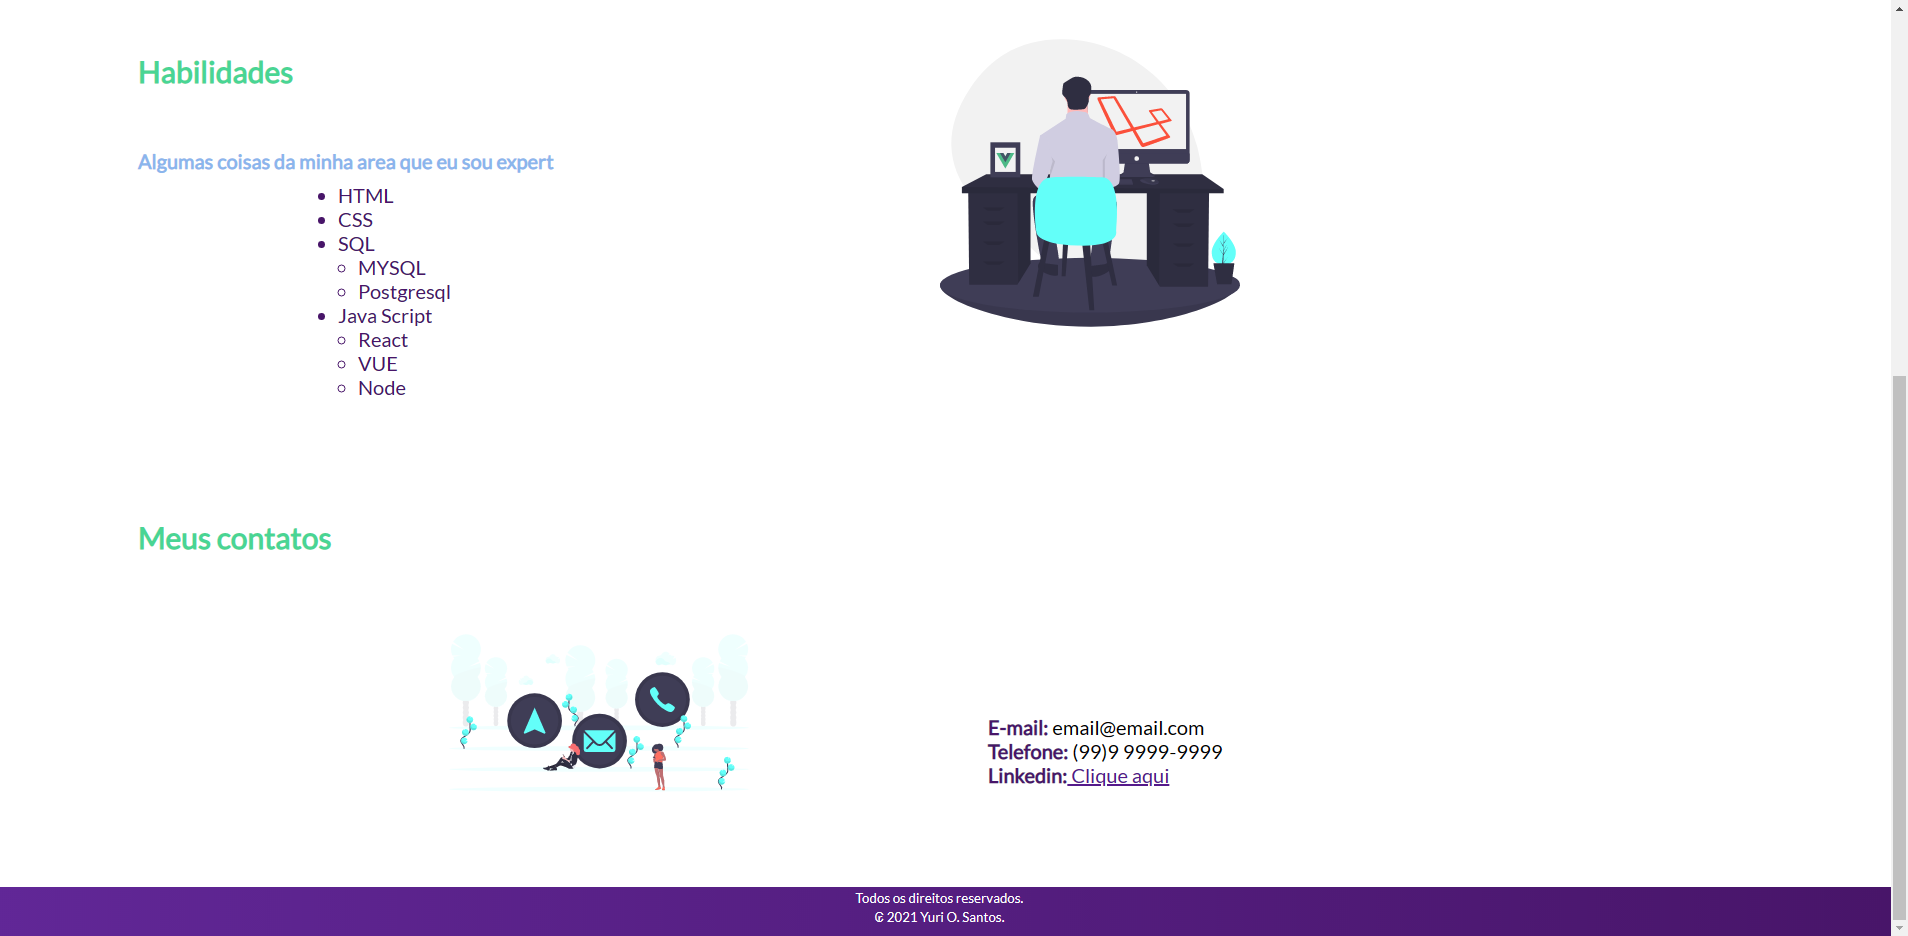 Habilidades
Algumas coisas da minha area que eu sou expert
HTML
CSS
SQL
MYSQL
Postgresql
Java Script
React
VUE
Node
Meus contatos
E-mail: email@email.com
Telefone: (99)9 9999-9999
Linkedin: Clique aqui
Todos os direitos reservados.
₢ 2021 Yuri O. Santos.